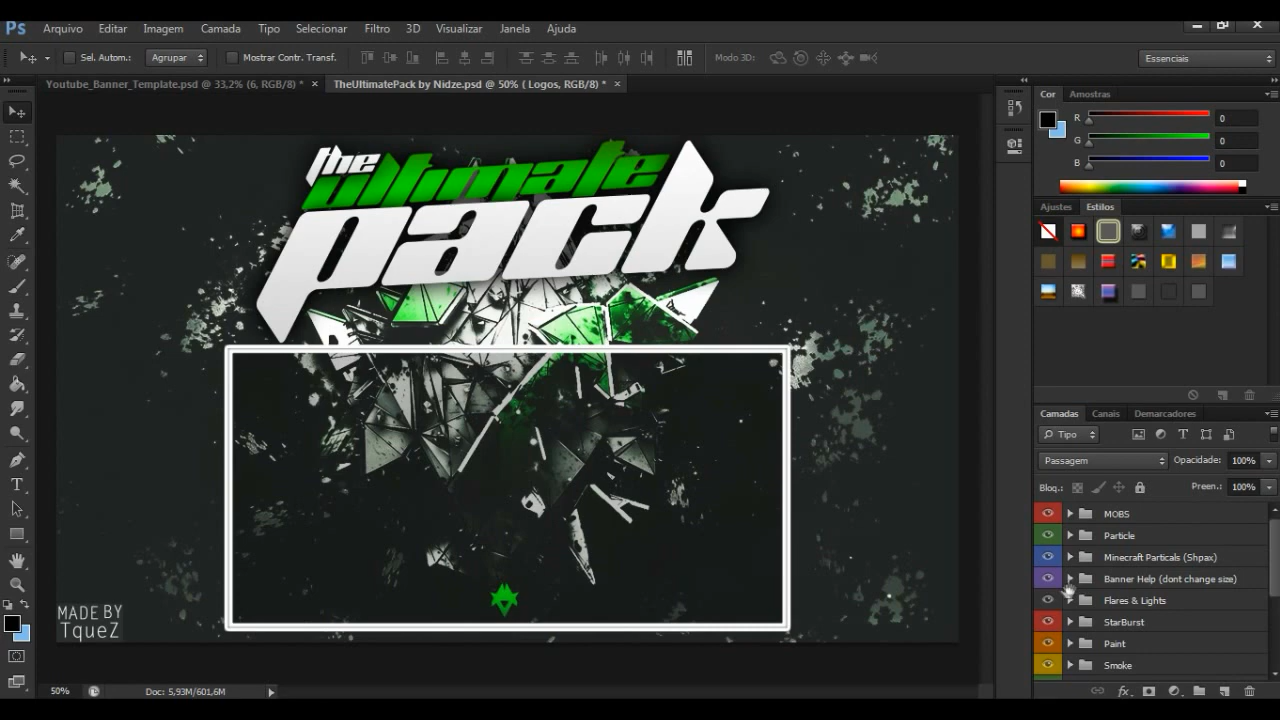 Ps Arquivo Editar Imagem Camada Tipo Selecionar Filtro 3D Visualizar Janela Ajuda
Sel. Autom.: Agrupar Mostrar Contr. Transf. Modo 3D: Essenciais
Youtube_Banner_Template.psd @ 33,2% (6, RGB/8) * × TheUltimatePack by Nidze.psd @ 50% ( Logos, RGB/8) * ×
Cor Amostras
R 0
G 0
B 0
Ajustes Estilos
the
ultimate
pack
Camadas Canais Demarcadores
Tipo
Passagem Opacidade: 100%
Bloq.: Preen.: 100%
MOBS
Particle
Minecraft Particals (Shpax)
Banner Help (dont change size)
Flares & Lights
StarBurst
Paint
Smoke
MADE BY
TqueZ
50% Doc: 5,93M/601,6M
fx